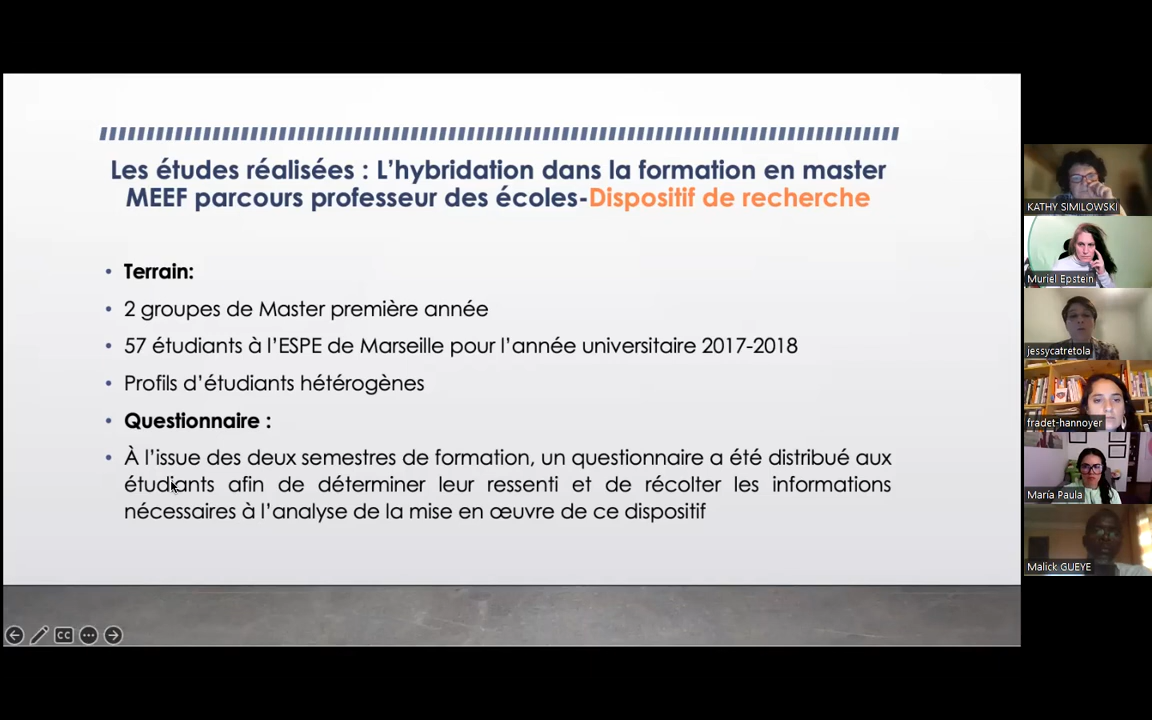 Les études réalisées : L'hybridation dans la formation en master
MEEF parcours professeur des écoles-Dispositif de recherche
• Terrain:
• 2 groupes de Master première année
• 57 étudiants à l'ESPE de Marseille pour l'année universitaire 2017-2018
• Profils d'étudiants hétérogènes
• Questionnaire :
• À l'issue des deux semestres de formation, un questionnaire a été distribué aux
étudiants afin de déterminer leur ressenti et de récolter les informations
nécessaires à l'analyse de la mise en œuvre de ce dispositif
CC
KATHY SIMILOWSKI
Muriel Epstein
jessycatretola
fradet-hannoyer
María Paula
Malick GUEYE